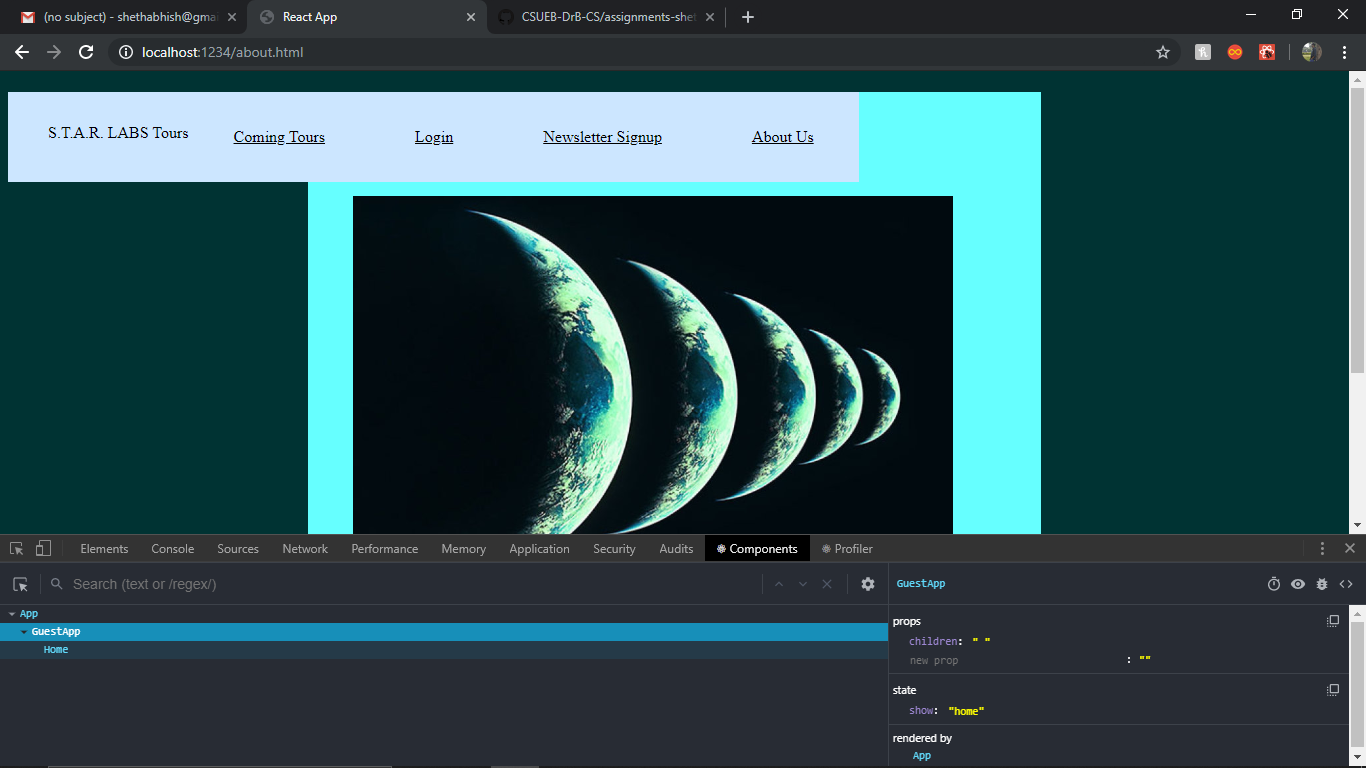 (no subject) - shethabhish@gma
React App
CSUEB-DrB-CS/assignments-shet
localhost:1234/about.html
S.T.A.R. LABS Tours
Coming Tours
Login
Newsletter Signup
About Us
Elements
Console
Sources
Network
Performance
Memory
Application
Security
Audits
Components
Profiler
Search (text or /regex/)
GuestApp
App
GuestApp
Home
props
children: " "
new prop : ""
state
show: "home"
rendered by
App